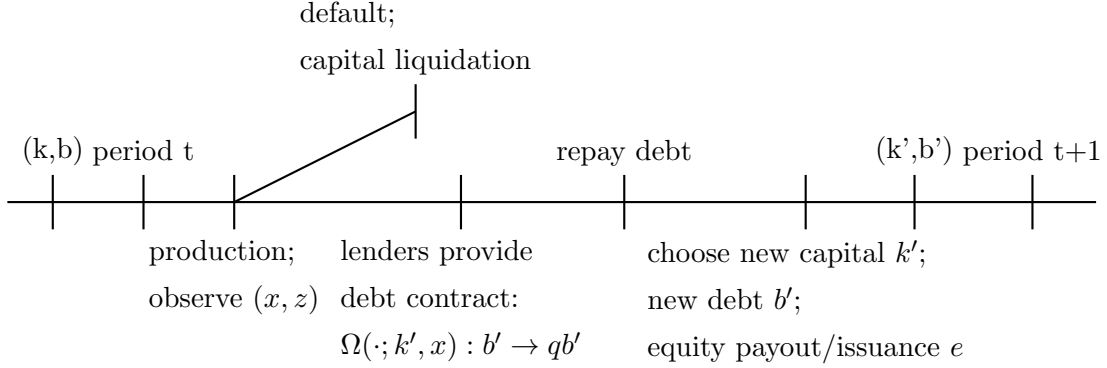 default;
capital liquidation
(k,b) period t
repay debt
(k',b') period t+1
production;
observe (x, z)
lenders provide
debt contract:
Ω(·; k′, x) : b′ → qb′
choose new capital k′;
new debt b′;
equity payout/issuance e